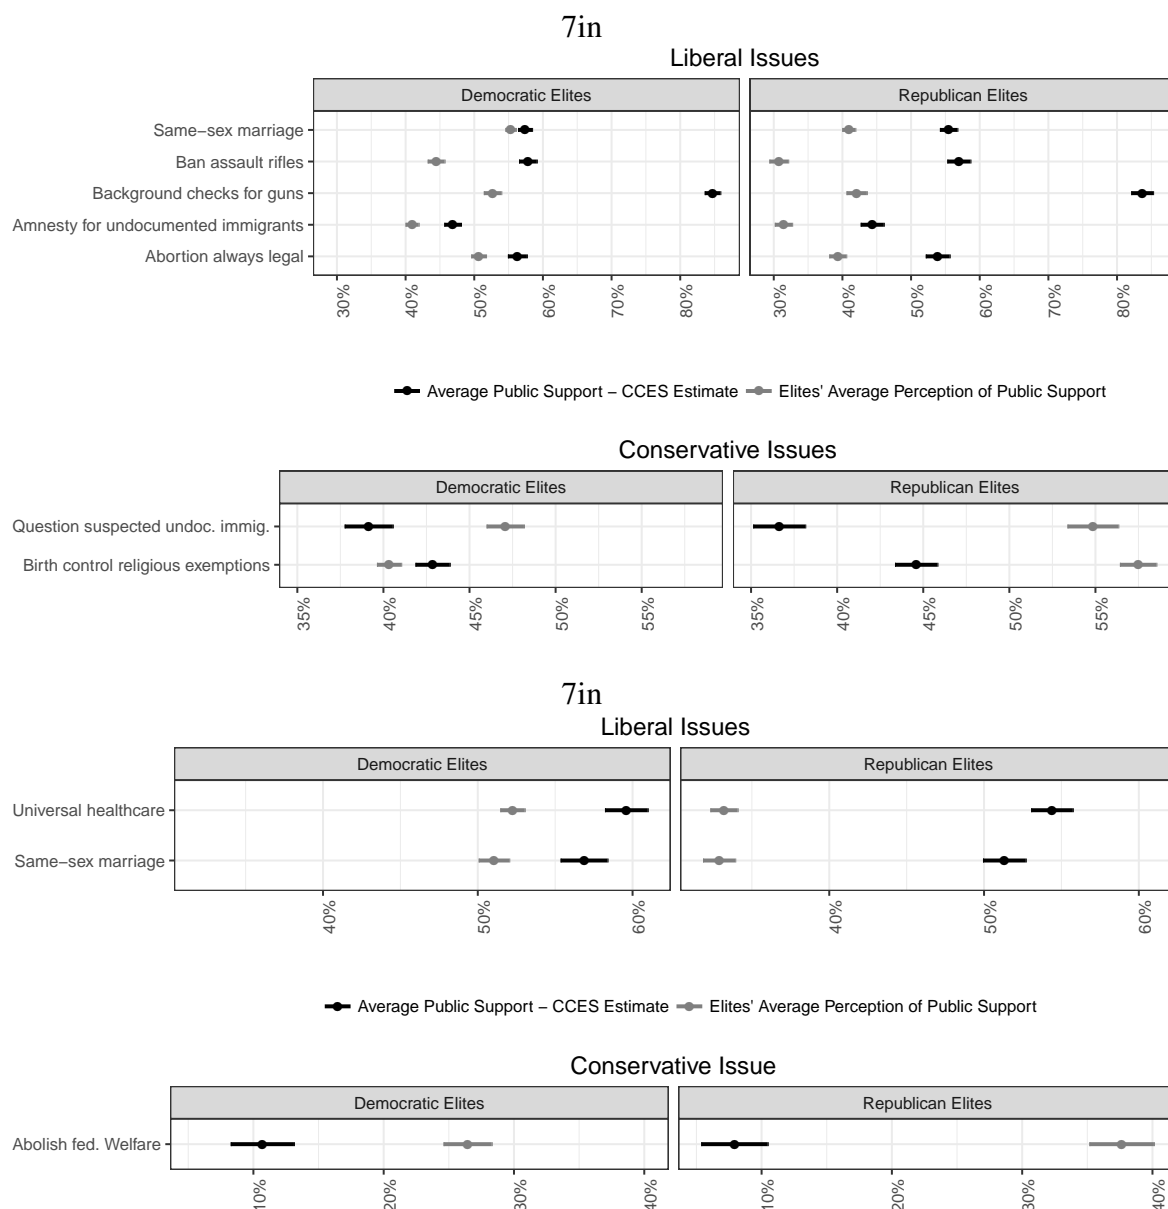 7in
Liberal Issues
Democratic Elites Republican Elites
Same−sex marriage
Ban assault rifles
Background checks for guns
Amnesty for undocumented immigrants
Abortion always legal
30% 40% 50% 60% 70% 80% 30% 40% 50% 60% 70% 80%
Average Public Support − CCES Estimate Elites' Average Perception of Public Support
Conservative Issues
Democratic Elites Republican Elites
Question suspected undoc. immig.
Birth control religious exemptions
35% 40% 45% 50% 55% 35% 40% 45% 50% 55%
7in
Liberal Issues
Democratic Elites Republican Elites
Universal healthcare
Same−sex marriage
40% 50% 60% 40% 50% 60%
Average Public Support − CCES Estimate Elites' Average Perception of Public Support
Conservative Issue
Democratic Elites Republican Elites
Abolish fed. Welfare
10% 20% 30% 40% 10% 20% 30% 40%